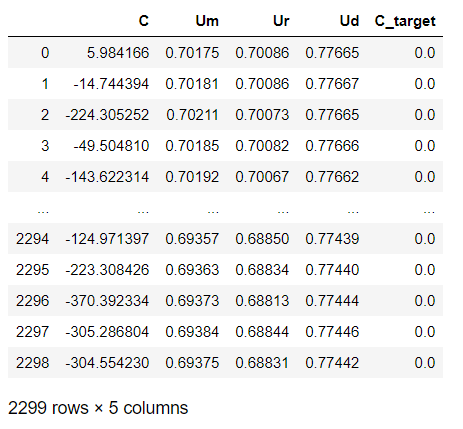 C Um Ur Ud C_target
0 5.984166 0.70175 0.70086 0.77665 0.0
1 -14.744394 0.70181 0.70086 0.77667 0.0
2 -224.305252 0.70211 0.70073 0.77665 0.0
3 -49.504810 0.70185 0.70082 0.77666 0.0
4 -143.622314 0.70192 0.70067 0.77662 0.0
... ... ... ... ... ...
2294 -124.971397 0.69357 0.68850 0.77439 0.0
2295 -223.308426 0.69363 0.68834 0.77440 0.0
2296 -370.392334 0.69373 0.68813 0.77444 0.0
2297 -305.286804 0.69384 0.68844 0.77446 0.0
2298 -304.554230 0.69375 0.68831 0.77442 0.0
2299 rows × 5 columns